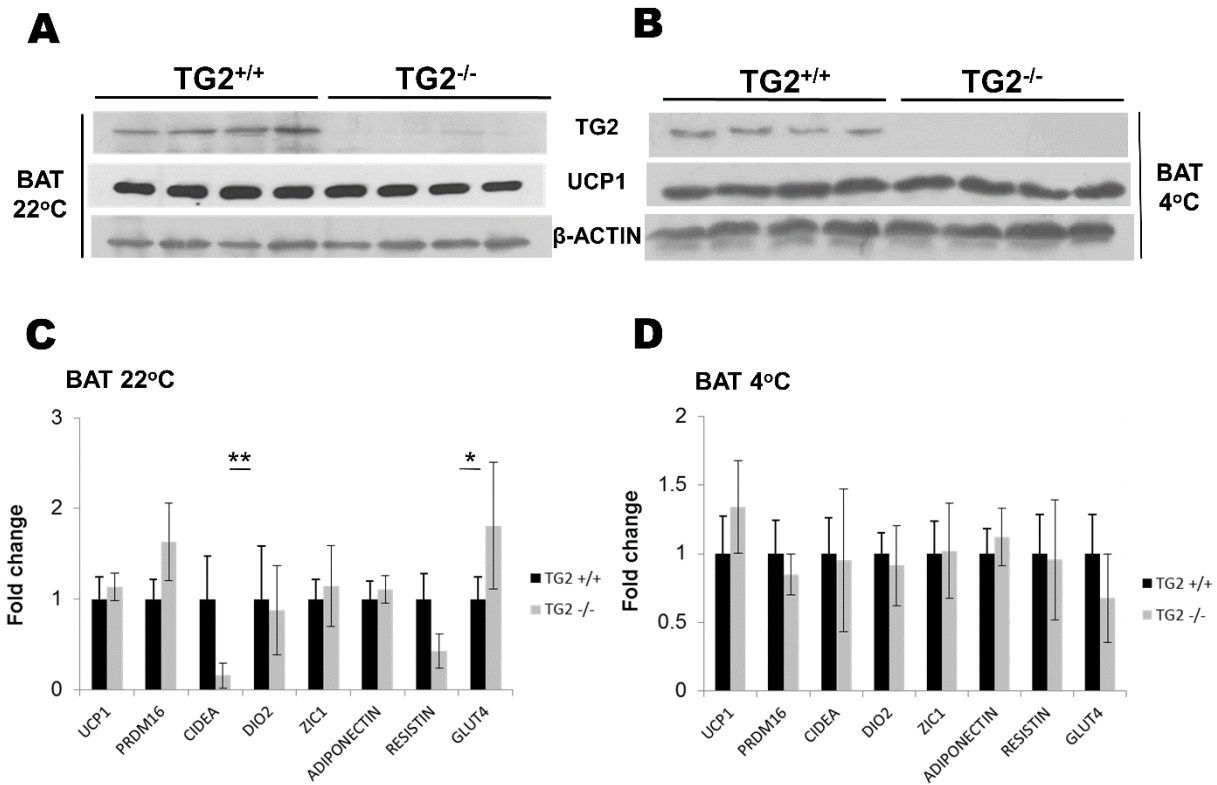 A
TG2+/+ TG2-/-
BAT
22oC
TG2
UCP1
β-ACTIN
B
TG2+/+ TG2-/-
BAT
4oC
C
BAT 22oC
Fold change
3
2
1
0
** *
UCP1
PRDM16
CIDEA
DIO2
ZIC1
ADIPONECTIN
RESISTIN
GLUT4
TG2 +/+
TG2 -/-
D
BAT 4oC
Fold change
2
1.5
1
0.5
0
UCP1
PRDM16
CIDEA
DIO2
ZIC1
ADIPONECTIN
RESISTIN
GLUT4
TG2 +/+
TG2 -/-